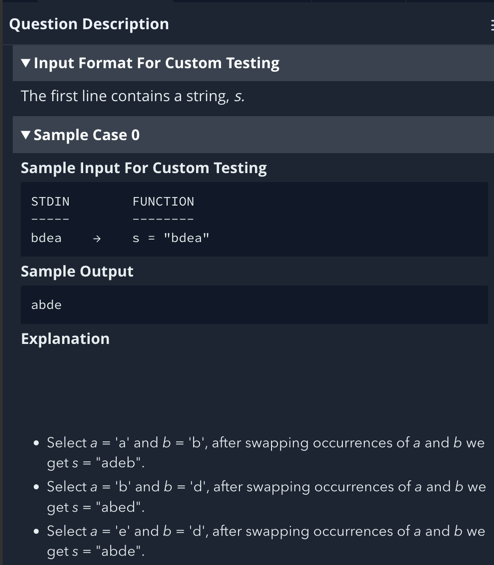 Question Description
▼ Input Format For Custom Testing
The first line contains a string, s.
▼ Sample Case 0
Sample Input For Custom Testing
STDIN FUNCTION
----- --------
bdea → s = "bdea"
Sample Output
abde
Explanation
• Select a = 'a' and b = 'b', after swapping occurrences of a and b we
get s = "adeb".
• Select a = 'b' and b = 'd', after swapping occurrences of a and b we
get s = "abed".
• Select a = 'e' and b = 'd', after swapping occurrences of a and b we
get s = "abde".